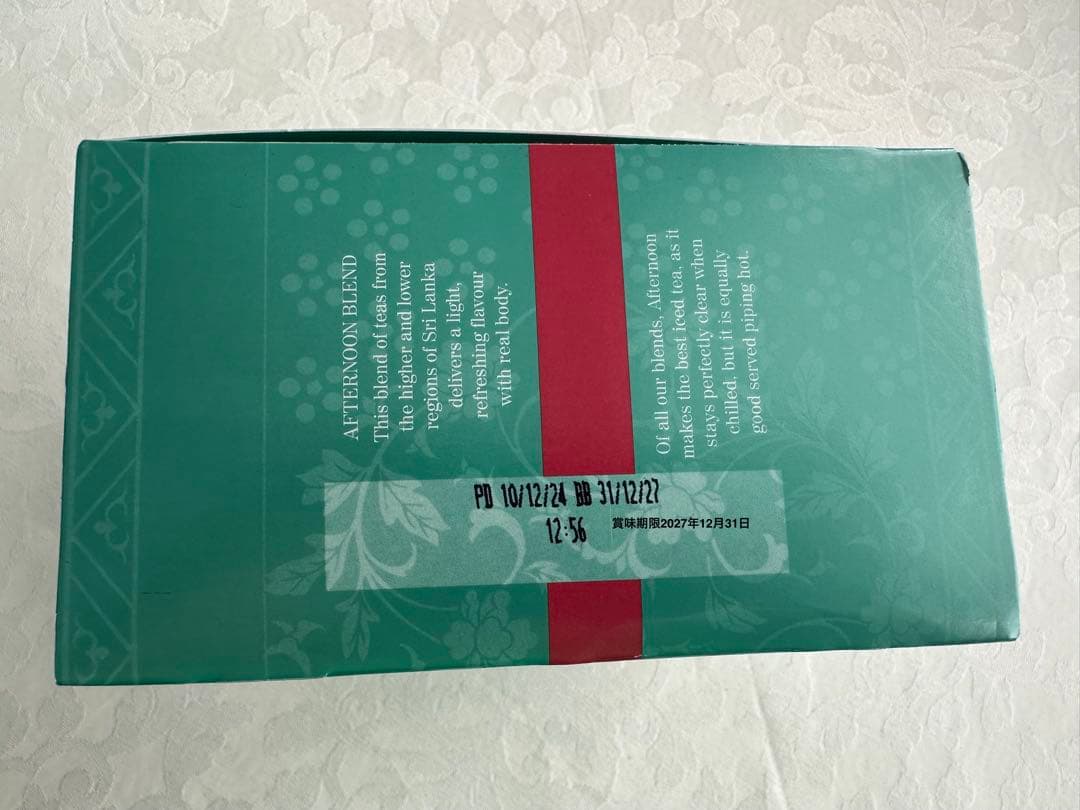 AFTERNOON BLEND
This blend of teas from
the higher and lower
regions of Sri Lanka
delivers a light,
refreshing flavour
with real body.
Of all our blends, Afternoon
makes the best iced tea, as it
stays perfectly clear when
chilled, but it is equally
good served piping hot.
PD 10/12/24 BB 31/12/27
12:56
賞味期限2027年12月31日